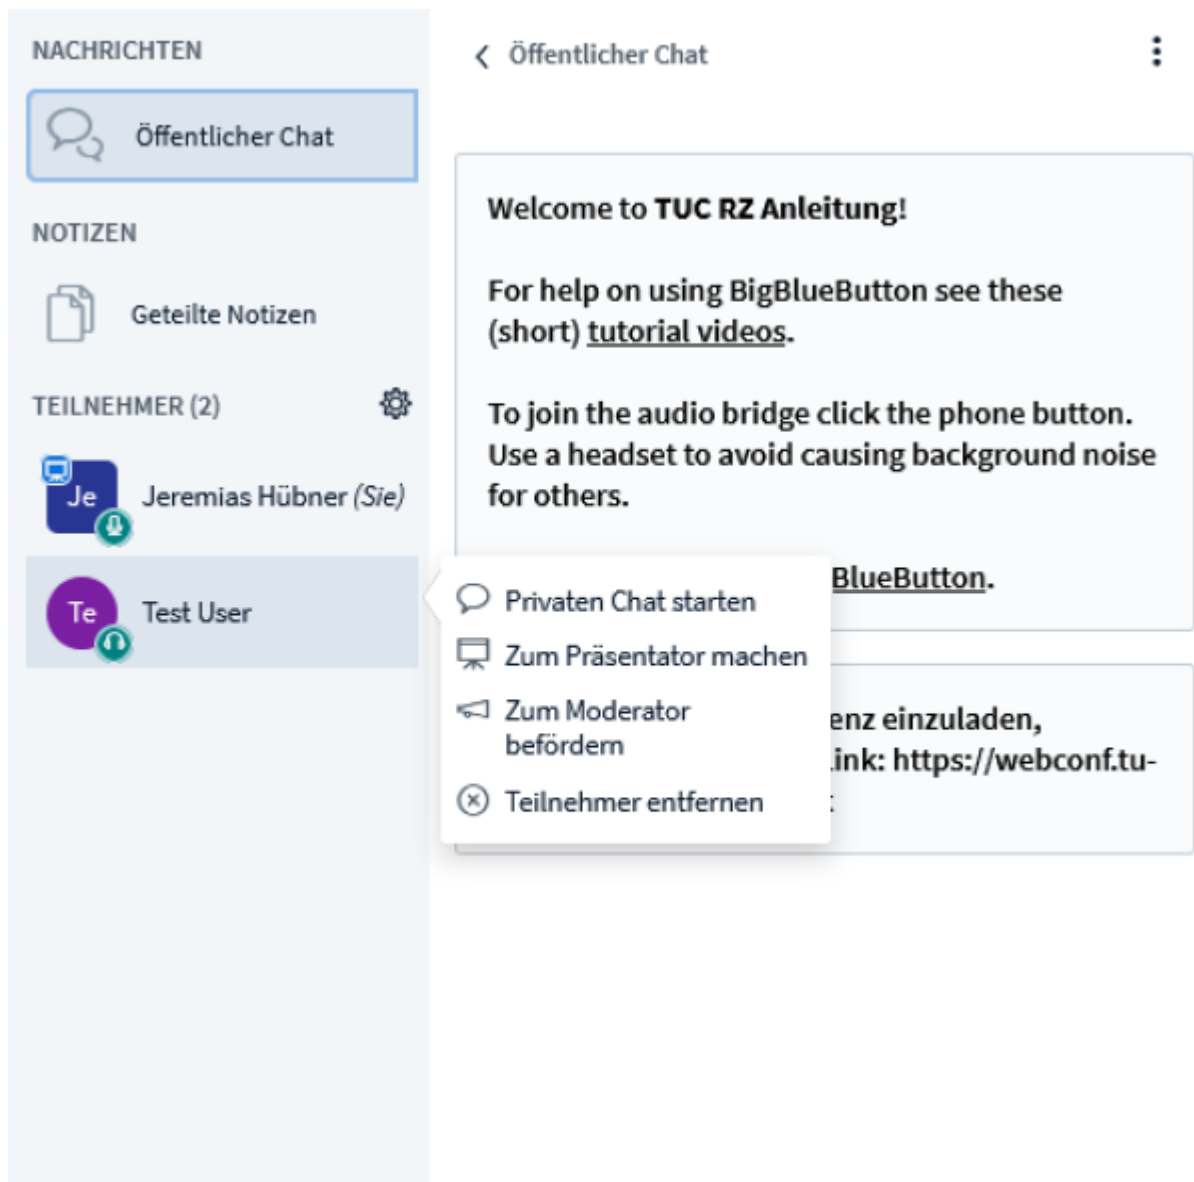 NACHRICHTEN
Öffentlicher Chat
NOTIZEN
Geteilte Notizen
TEILNEHMER (2)
Je
Jeremias Hübner (Sie)
Te
Test User
Öffentlicher Chat
Welcome to TUC RZ Anleitung!
For help on using BigBlueButton see these
(short) tutorial videos.
To join the audio bridge click the phone button.
Use a headset to avoid causing background noise
for others.
BlueButton.
Privaten Chat starten
Zum Präsentator machen
Zum Moderator
befördern
Teilnehmer entfernen
enz einzuladen,
ink: https://webconf.tu-